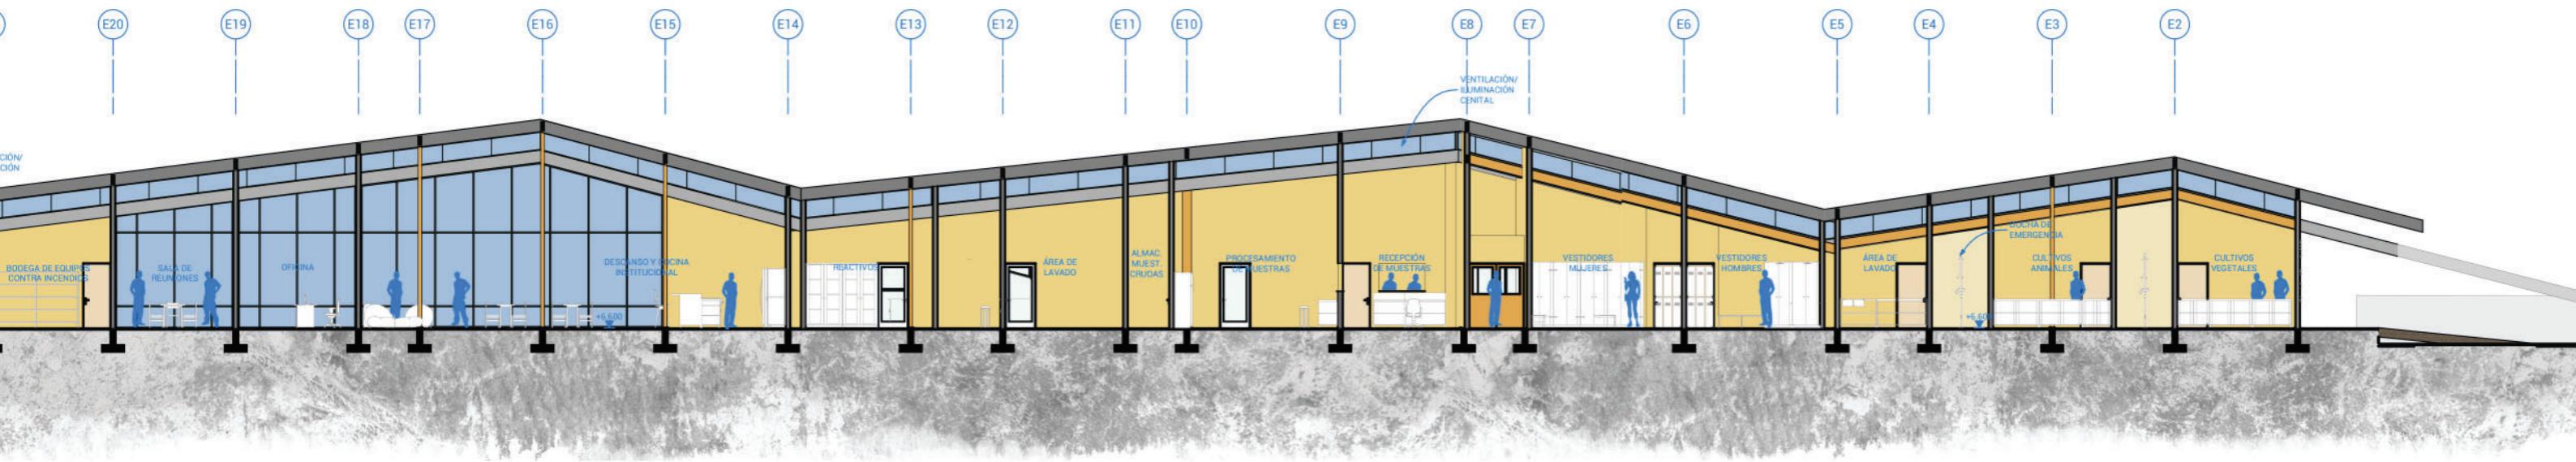 E20
E19
E18
E17
E16
E15
E14
E13
E12
E11
E10
E9
E8
E7
E6
E5
E4
E3
E2
CIÓN/
CIÓN
VENTILACIÓN/
ILUMINACIÓN
CENITAL
BODEGA DE EQUIPOS
CONTRA INCENDIOS
SALA DE
REUNIONES
OFICINA
DESCANSO Y COCINA
INSTITUCIONAL
+6.600
REACTIVOS
ÁREA DE
LAVADO
ALMAC.
MUEST.
CRUDAS
PROCESAMIENTO
DE MUESTRAS
RECEPCIÓN
DE MUESTRAS
VESTIDORES
MUJERES
VESTIDORES
HOMBRES
ÁREA DE
LAVADO
DUCHA DE
EMERGENCIA
+6.600
CULTIVOS
ANIMALES
CULTIVOS
VEGETALES